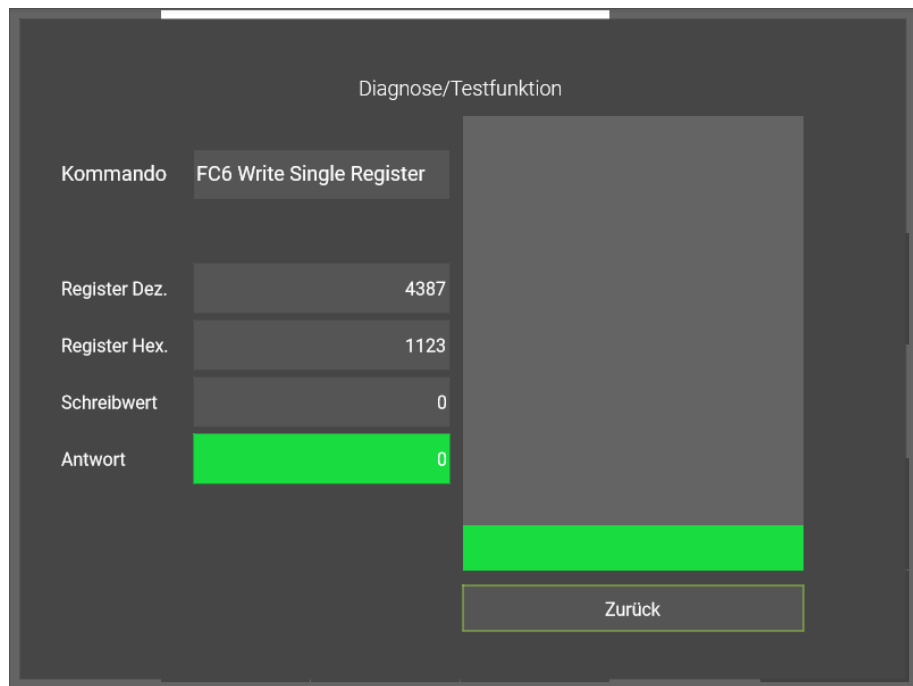 Diagnose/Testfunktion
Kommando FC6 Write Single Register
Register Dez. 4387
Register Hex. 1123
Schreibwert 0
Antwort 0
Zurück